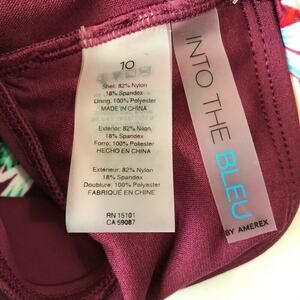 10
Shell: 82% Nylon
18% Spandex
Lining: 100% Polyester
MADE IN CHINA
Exterior: 82% Nilon
18% Spandex
Forro: 100% Polyester
HECHO EN CHINA
Exterieur: 82% Nylon
18% Spandex
Doublure: 100% Polyester
FABRIQUÉ EN CHINE
RN 15101
CA 59087
INTO THE BLEU
BY AMEREX